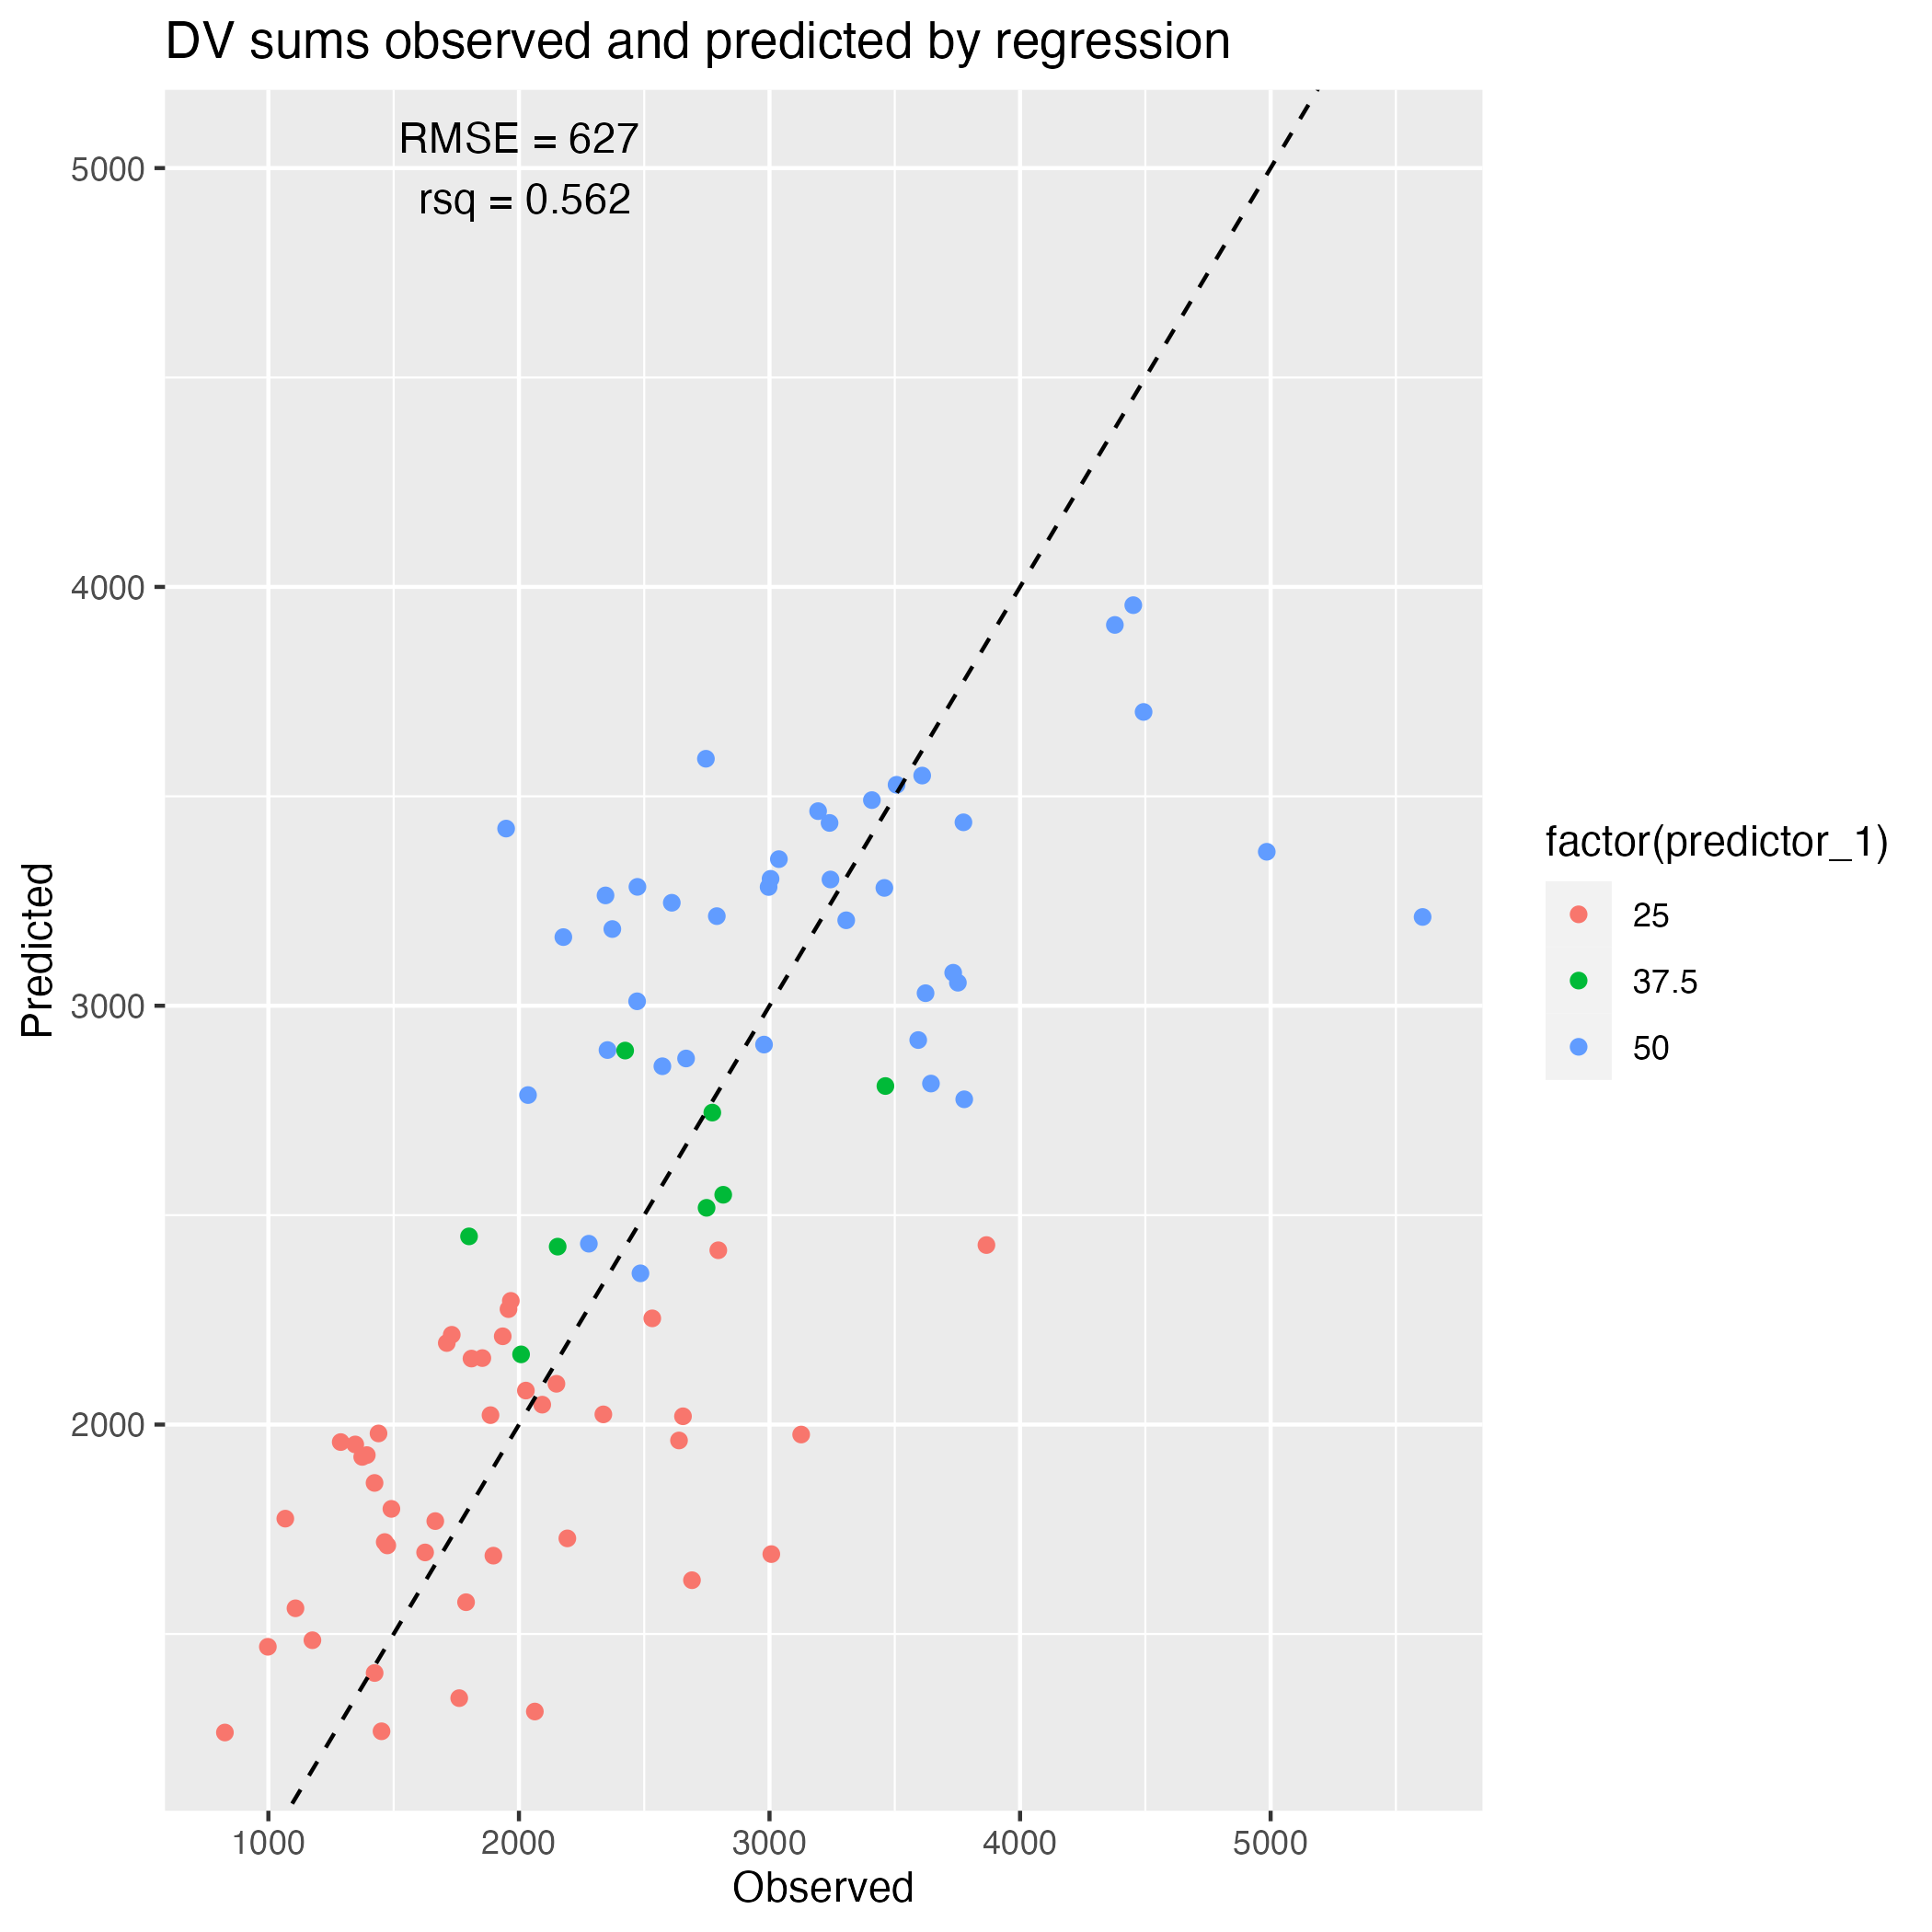 DV sums observed and predicted by regression
RMSE = 627
rsq = 0.562
5000
4000
3000
2000
Predicted
1000 2000 3000 4000 5000
Observed
factor(predictor_1)
25
37.5
50